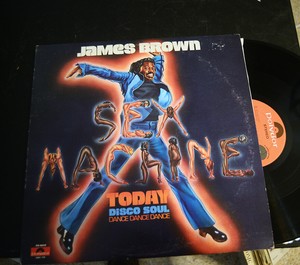 JAMES BROWN
SEX
MACHINE
TODAY
DISCO SOUL
DANCE DANCE DANCE